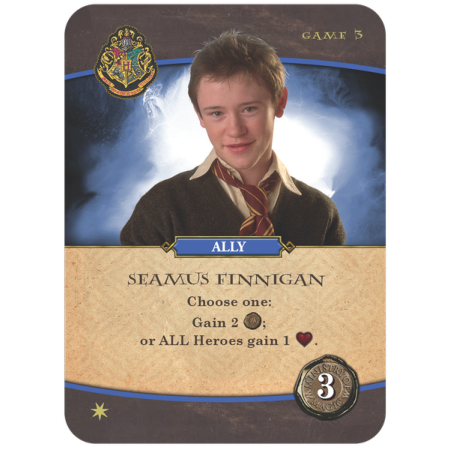 GAME 3
ALLY
SEAMUS FINNIGAN
Choose one:
Gain 2 ;
or ALL Heroes gain 1 .
3